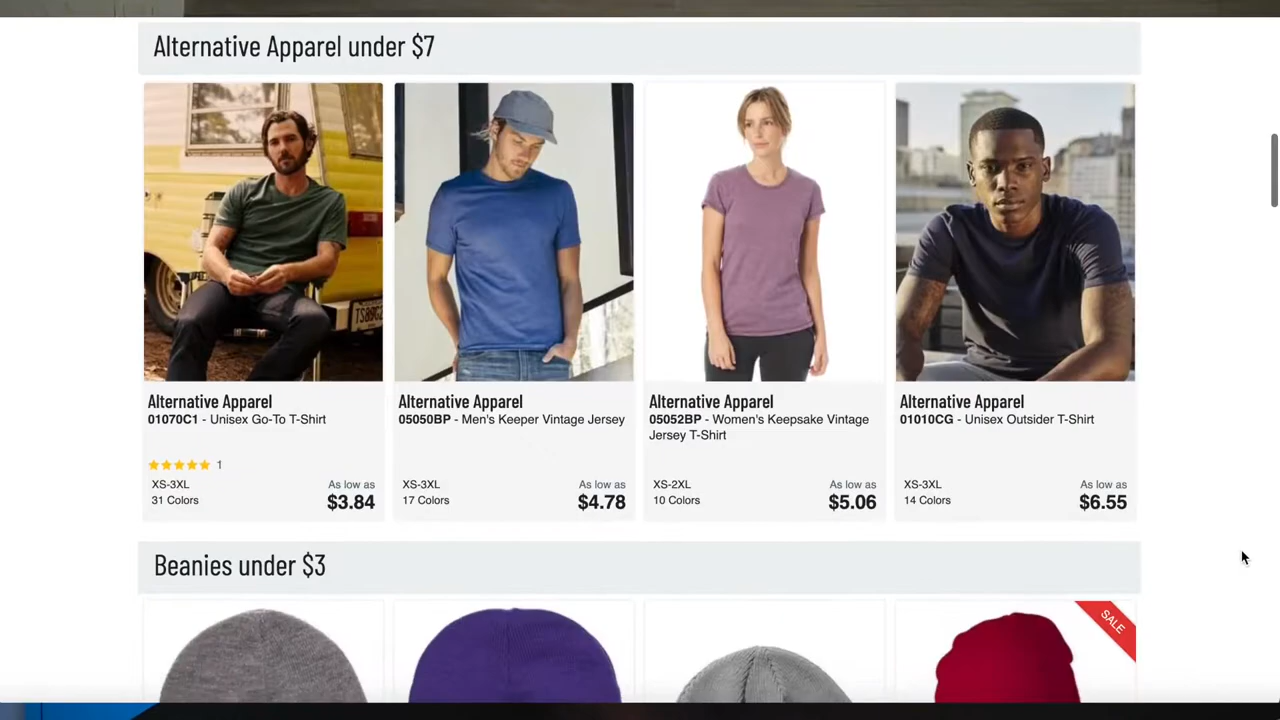 Alternative Apparel under $7
Alternative Apparel
01070C1 - Unisex Go-To T-Shirt
★★★★★ 1
XS-3XL
31 Colors
As low as
$3.84
Alternative Apparel
05050BP - Men's Keeper Vintage Jersey
XS-3XL
17 Colors
As low as
$4.78
Alternative Apparel
05052BP - Women's Keepsake Vintage
Jersey T-Shirt
XS-2XL
10 Colors
As low as
$5.06
Alternative Apparel
01010CG - Unisex Outsider T-Shirt
XS-3XL
14 Colors
As low as
$6.55
Beanies under $3
SALE